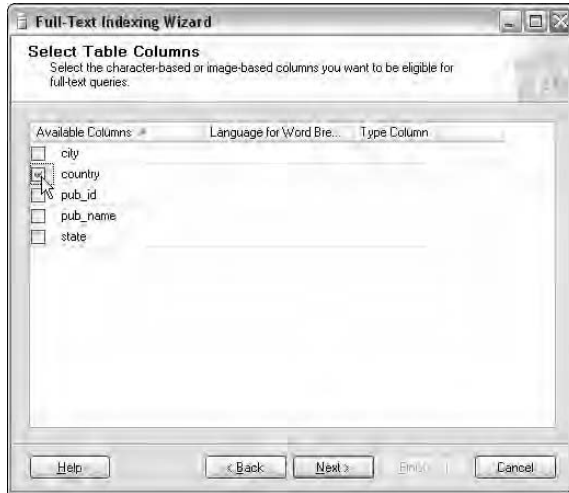 Full-Text Indexing Wizard
Select Table Columns
Select the character-based or image-based columns you want to be eligible for
full-text queries.
Available Columns Language for Word Bre... Type Column
city
country
pub_id
pub_name
state
Help < Back Next > Finish Cancel